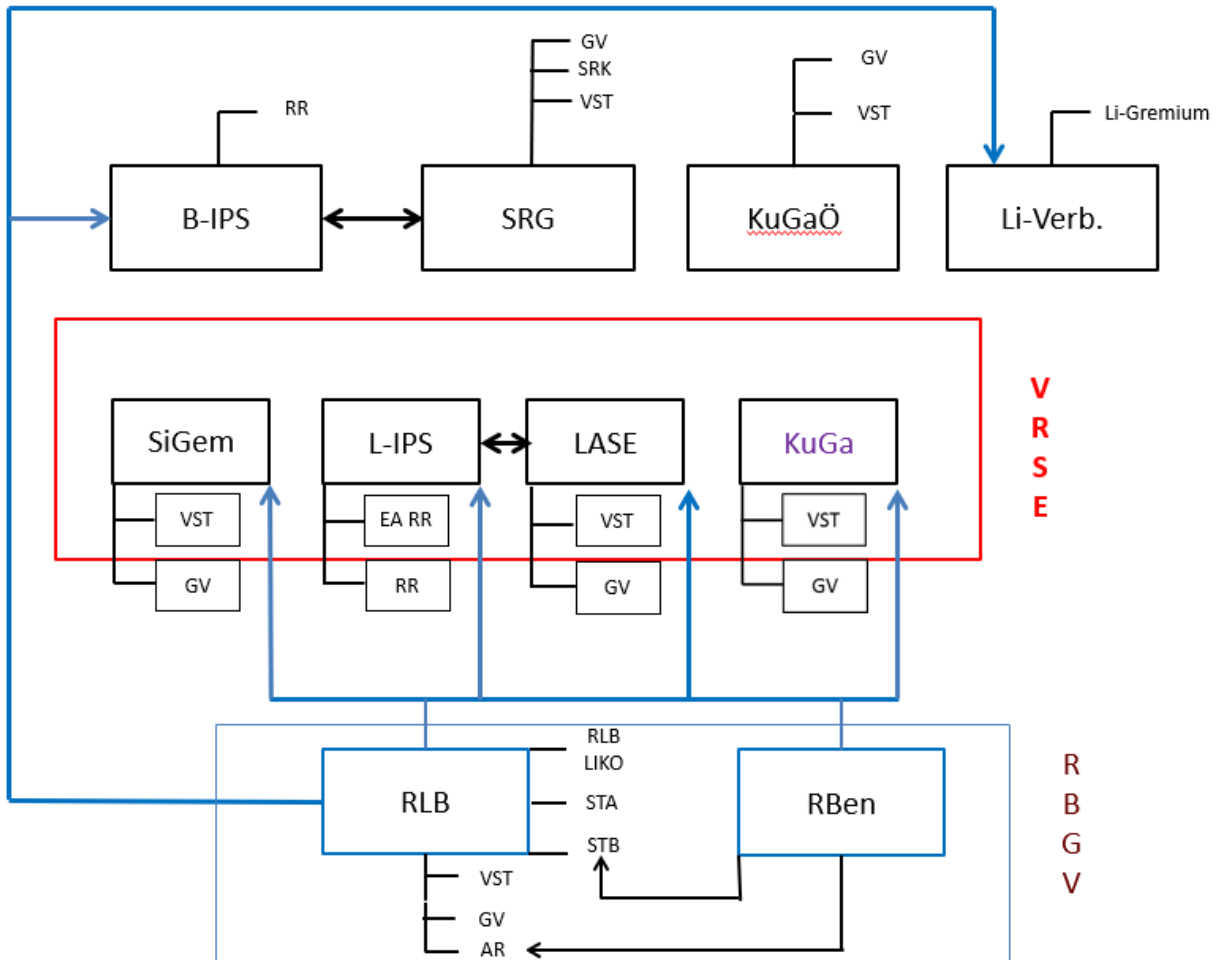 GV
SRK
VST
GV
VST
RR
Li-Gremium
B-IPS
SRG
KuGaÖ
Li-Verb.
V
R
S
E
SiGem
L-IPS
LASE
KuGa
VST
EA RR
VST
VST
GV
RR
GV
GV
RLB
LIKO
STA
STB
RLB
RBen
R
B
G
V
VST
GV
AR